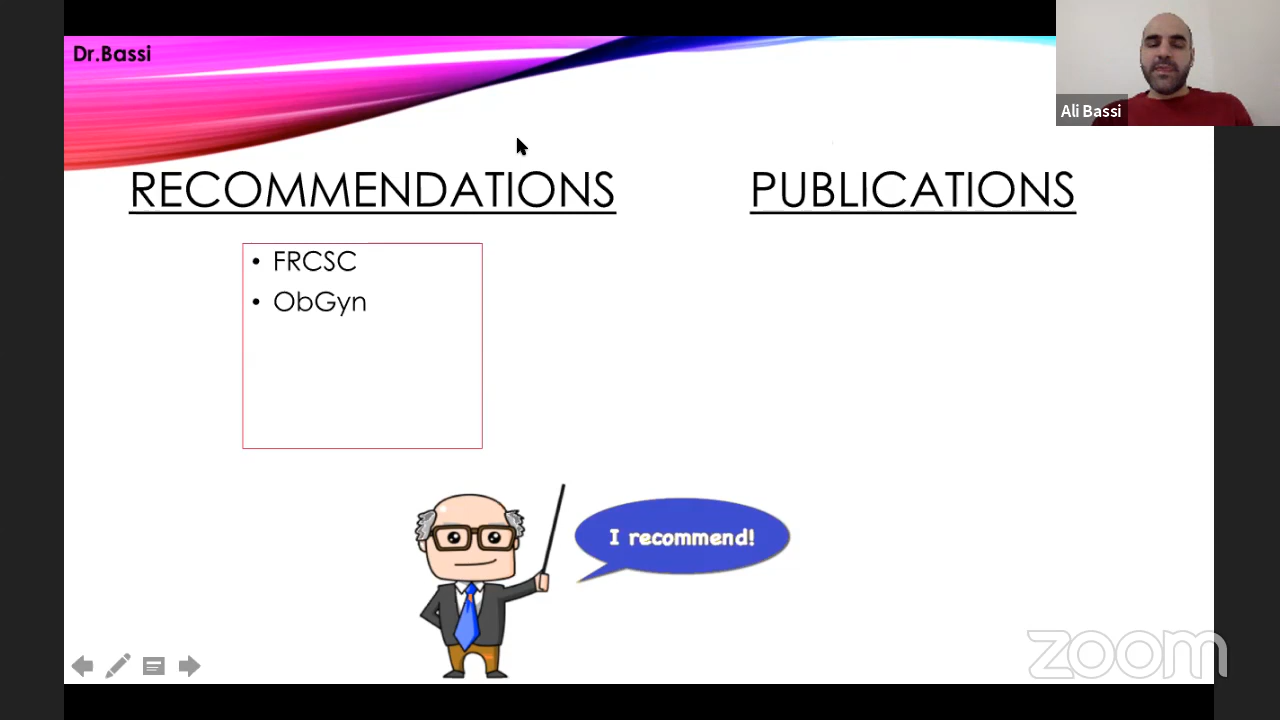 Dr.Bassi
Ali Bassi
RECOMMENDATIONS
PUBLICATIONS
• FRCSC
• ObGyn
I recommend!
zoom